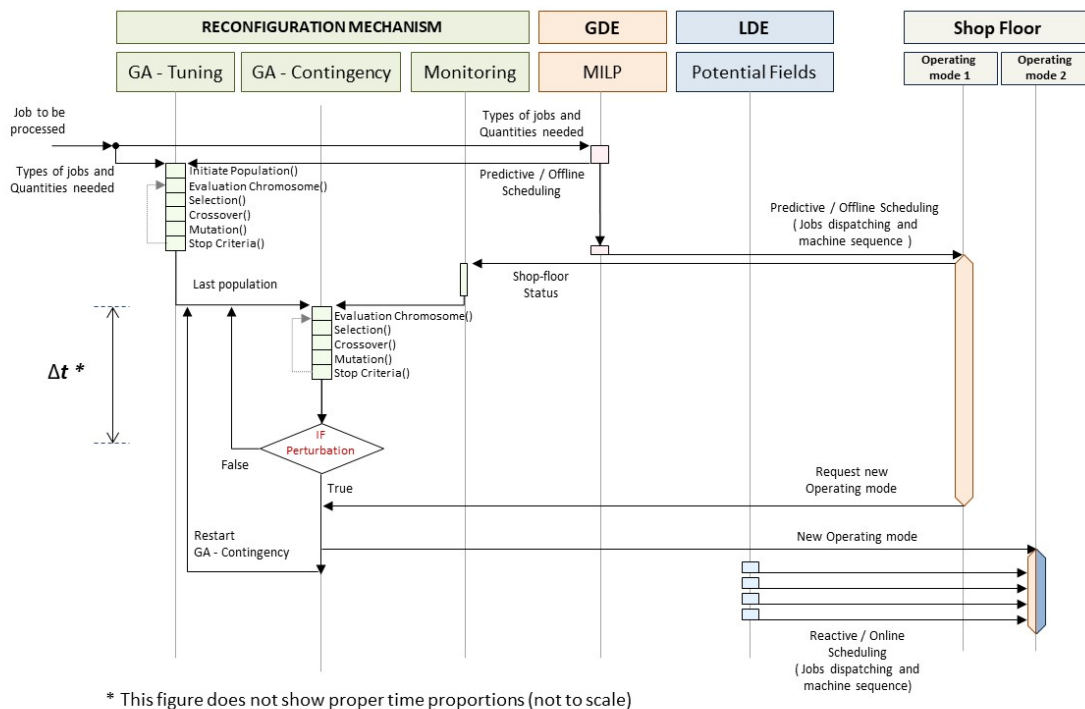 RECONFIGURATION MECHANISM
GDE
LDE
Shop Floor
GA - Tuning
GA - Contingency
Monitoring
MILP
Potential Fields
Operating
mode 1
Operating
mode 2
Job to be
processed
Types of jobs and
Quantities needed
Types of jobs and
Quantities needed
Initiate Population()
Evaluation Chromosome()
Selection()
Crossover()
Mutation()
Stop Criteria()
Predictive / Offline
Scheduling
Predictive / Offline Scheduling
( Jobs dispatching and
machine sequence )
Shop-floor
Status
Last population
Evaluation Chromosome()
Selection()
Crossover()
Mutation()
Stop Criteria()
Δt *
IF
Perturbation
False
True
Request new
Operating mode
Restart
GA - Contingency
New Operating mode
Reactive / Online
Scheduling
( Jobs dispatching and
machine sequence)
* This figure does not show proper time proportions (not to scale)